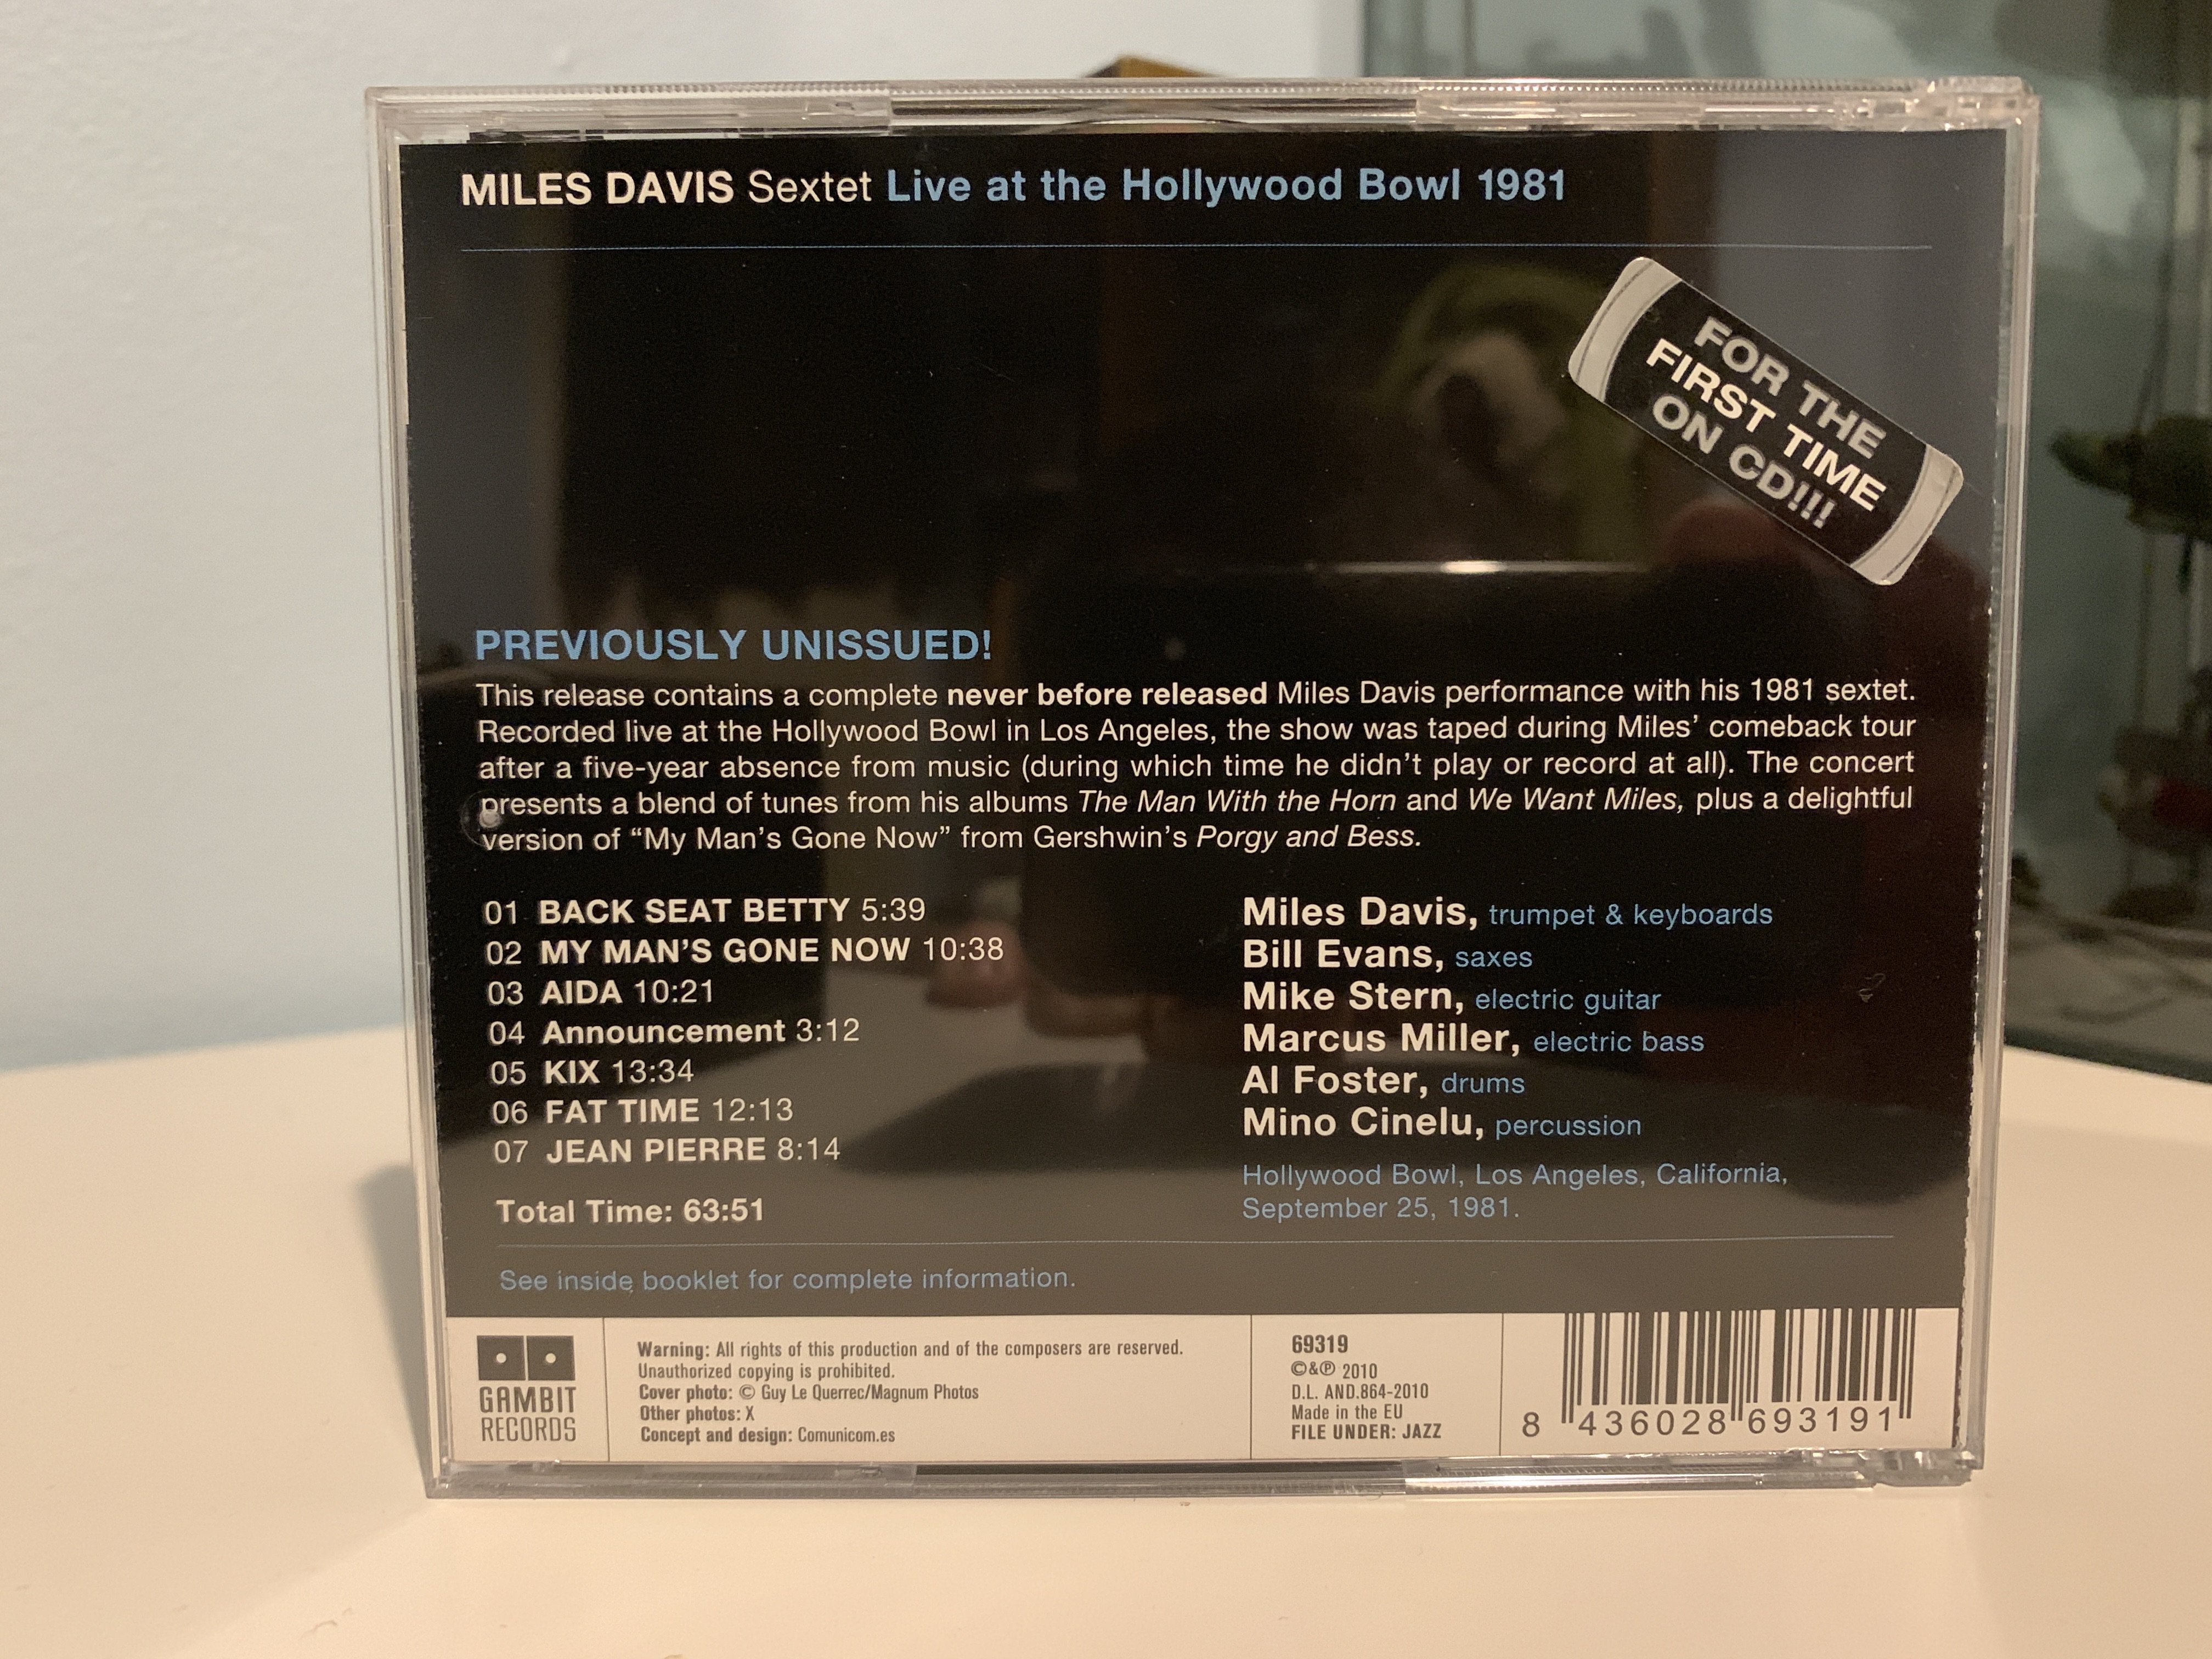 MILES DAVIS Sextet Live at the Hollywood Bowl 1981
FOR THE
FIRST TIME
ON CD!!!
PREVIOUSLY UNISSUED!
This release contains a complete never before released Miles Davis performance with his 1981 sextet.
Recorded live at the Hollywood Bowl in Los Angeles, the show was taped during Miles’ comeback tour
after a five-year absence from music (during which time he didn’t play or record at all). The concert
presents a blend of tunes from his albums The Man With the Horn and We Want Miles, plus a delightful
version of “My Man’s Gone Now” from Gershwin’s Porgy and Bess.
01 BACK SEAT BETTY 5:39
02 MY MAN’S GONE NOW 10:38
03 AIDA 10:21
04 Announcement 3:12
05 KIX 13:34
06 FAT TIME 12:13
07 JEAN PIERRE 8:14
Total Time: 63:51
Miles Davis, trumpet & keyboards
Bill Evans, saxes
Mike Stern, electric guitar
Marcus Miller, electric bass
Al Foster, drums
Mino Cinelu, percussion
Hollywood Bowl, Los Angeles, California,
September 25, 1981.
See inside booklet for complete information.
GAMBIT
RECORDS
Warning: All rights of this production and of the composers are reserved.
Unauthorized copying is prohibited.
Cover photo: © Guy Le Querrec/Magnum Photos
Other photos: X
Concept and design: Comunicom.es
69319
©&℗ 2010
D.L. AND.864-2010
Made in the EU
FILE UNDER: JAZZ
8 436028 693191